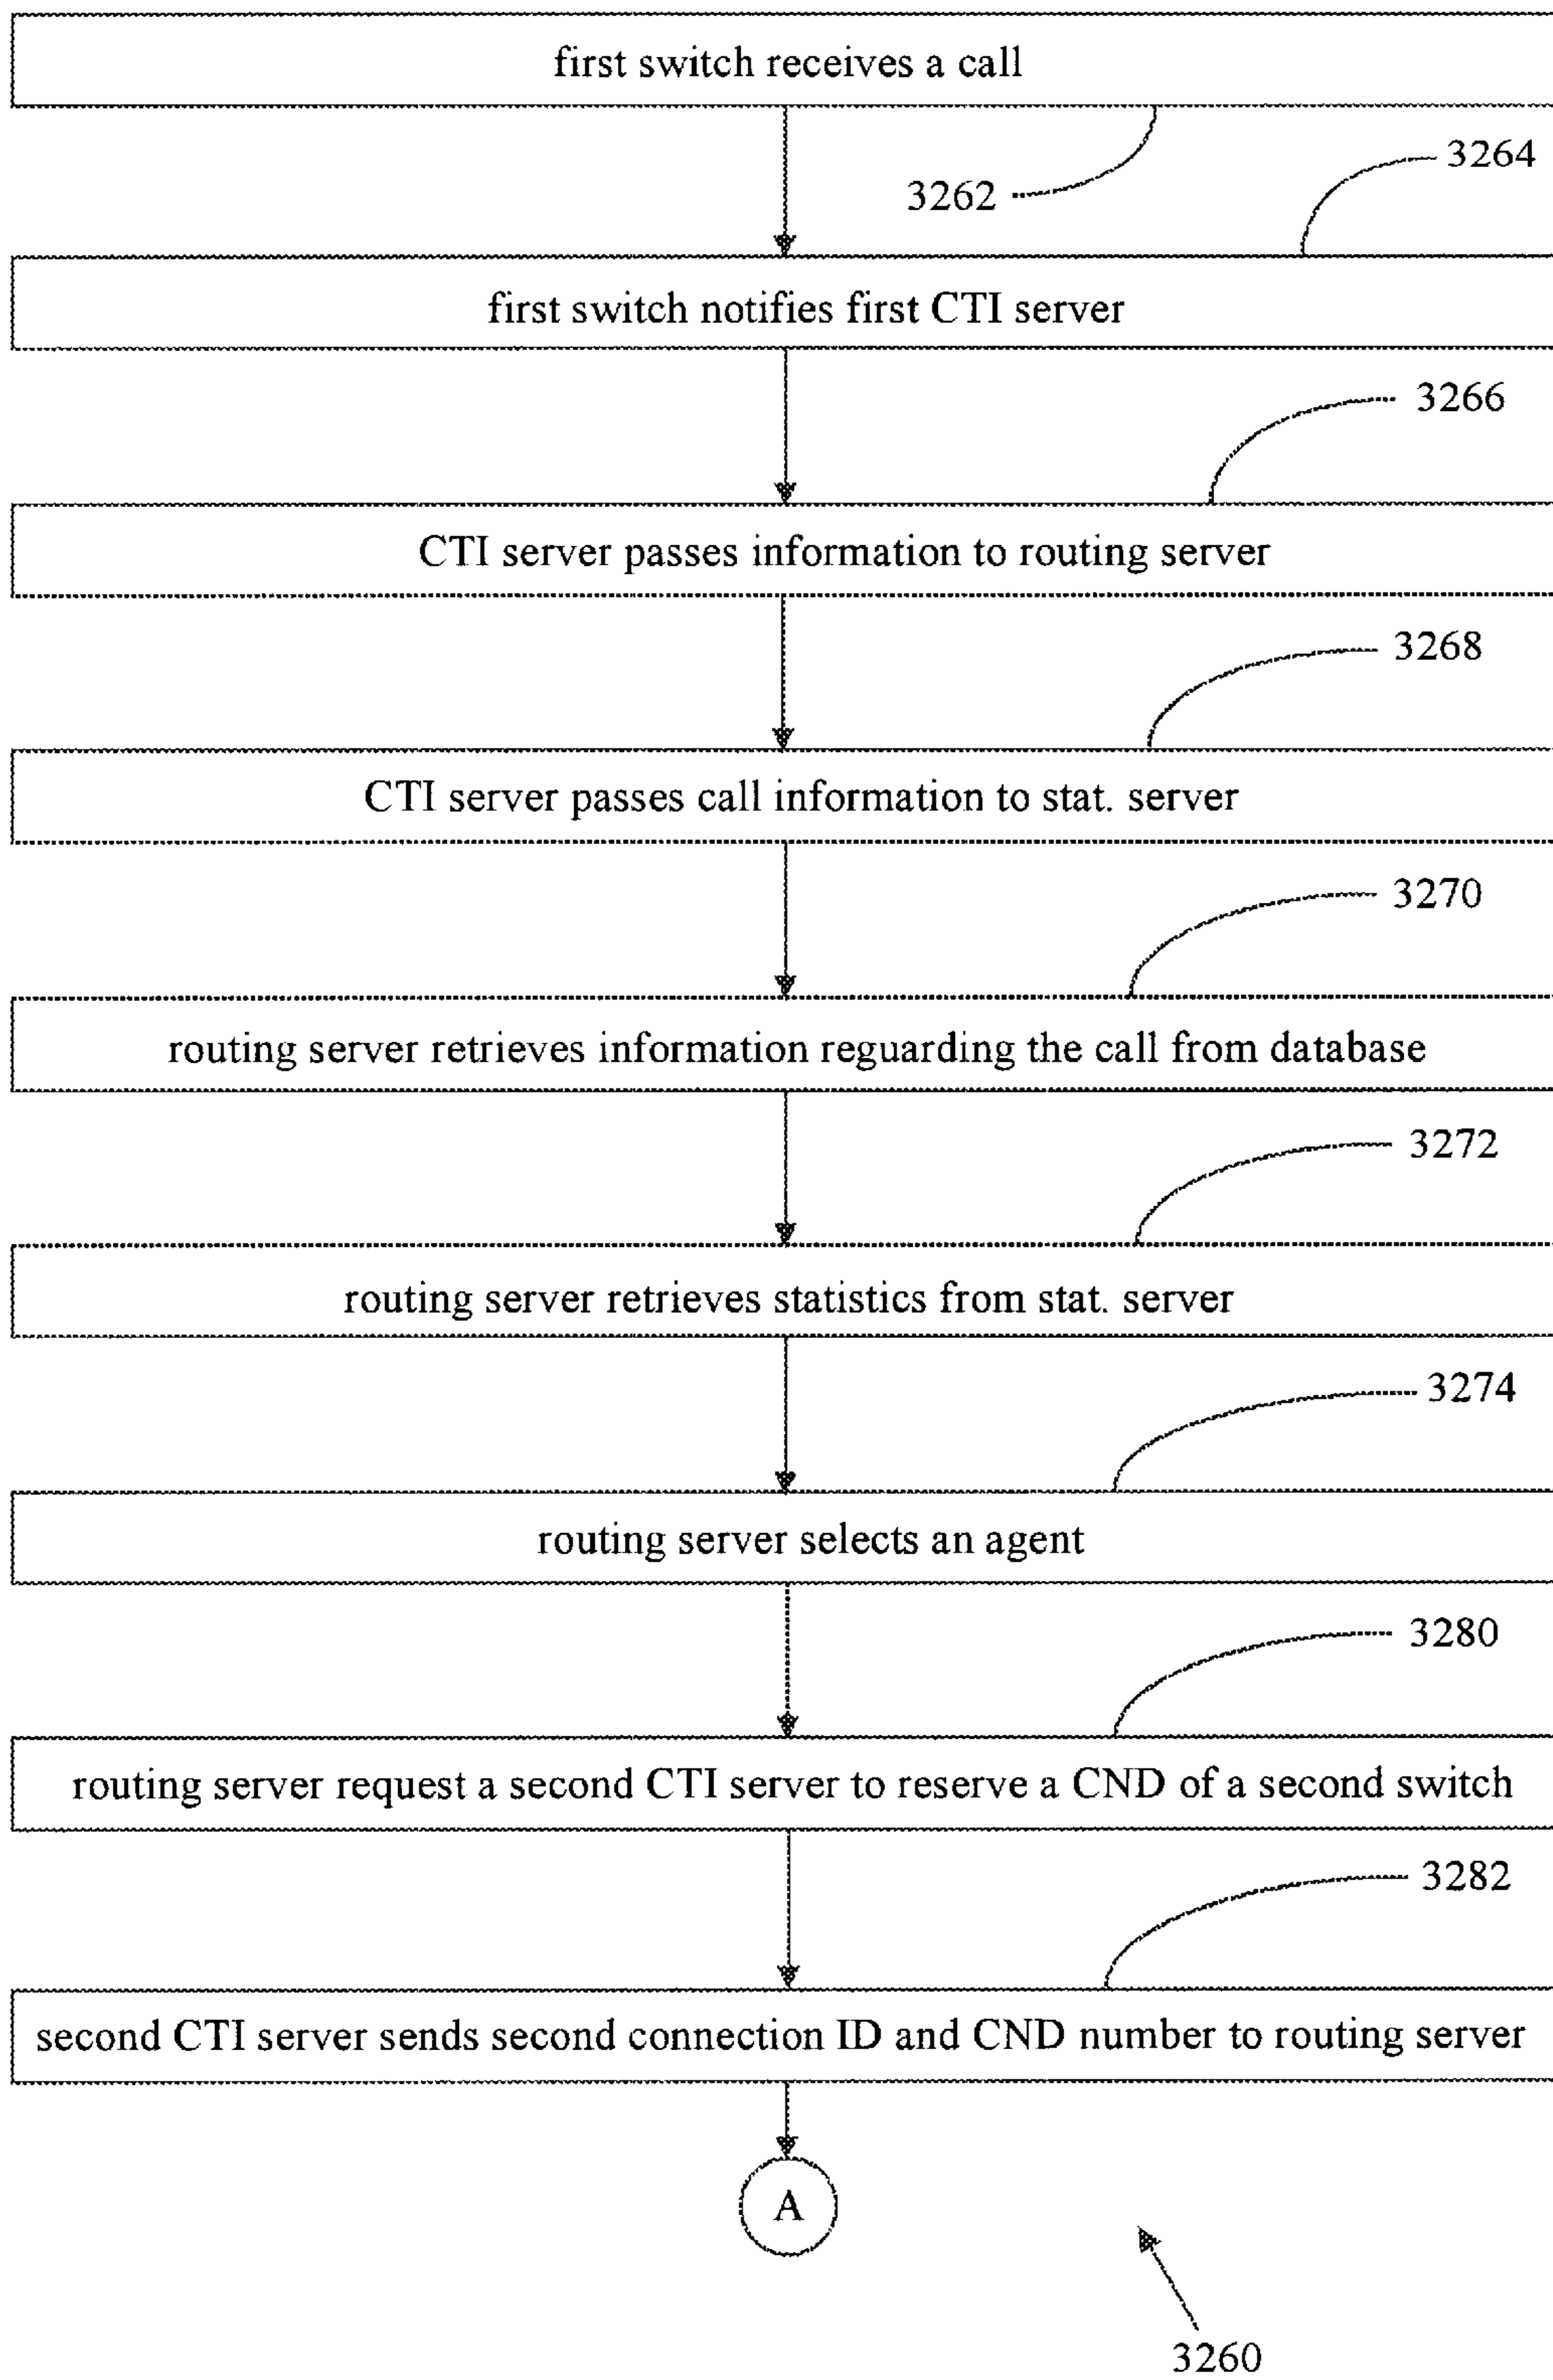 first switch receives a call
3262
3264
first switch notifies first CTI server
3266
CTI server passes information to routing server
3268
CTI server passes call information to stat. server
3270
routing server retrieves information reguarding the call from database
3272
routing server retrieves statistics from stat. server
3274
routing server selects an agent
3280
routing server request a second CTI server to reserve a CND of a second switch
3282
second CTI server sends second connection ID and CND number to routing server
A
3260